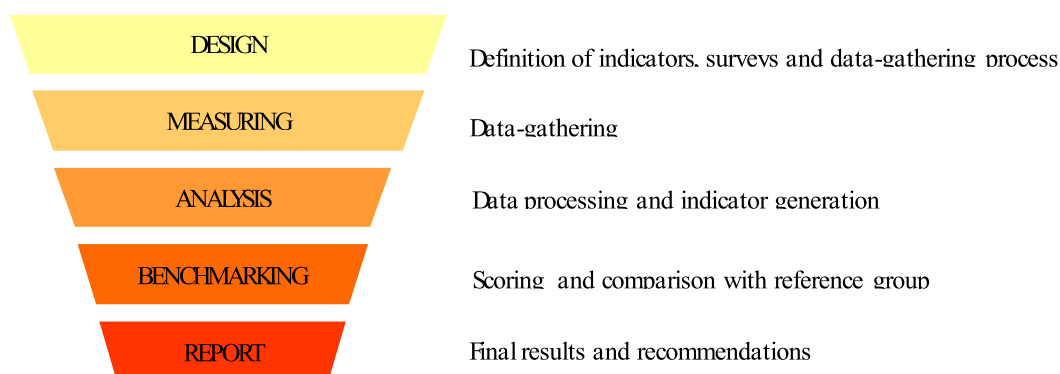 DESIGN
Definition of indicators, surveys and data-gathering process
MEASURING
Data-gathering
ANALYSIS
Data processing and indicator generation
BENCHMARKING
Scoring and comparison with reference group
REPORT
Final results and recommendations